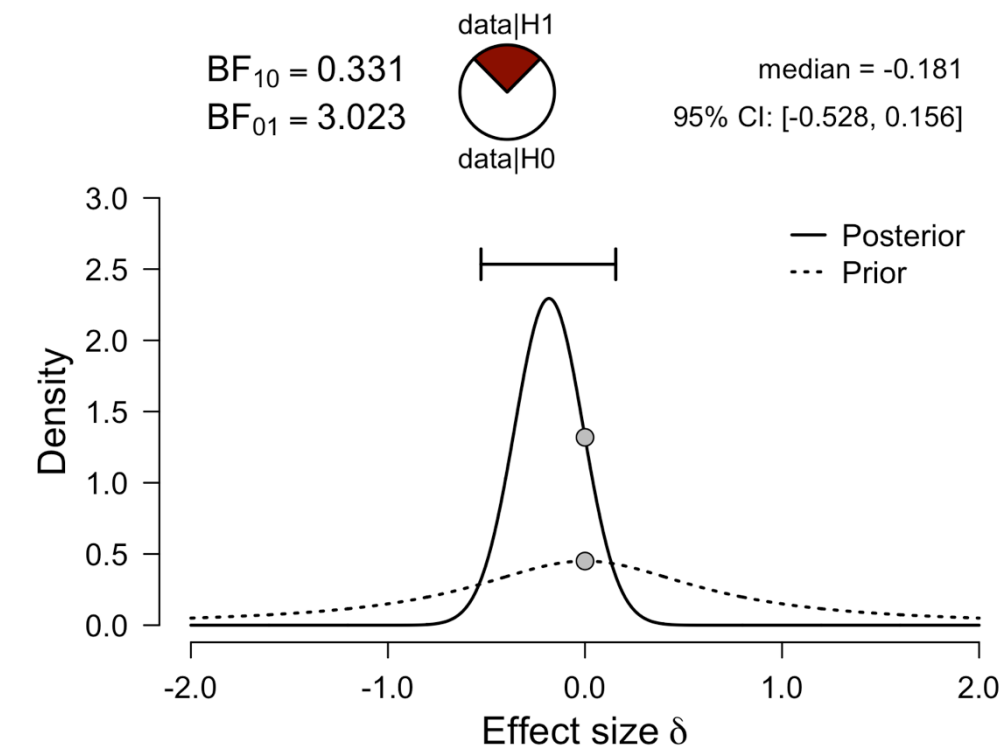 data|H1
BF₁₀ = 0.331
BF₀₁ = 3.023
median = -0.181
95% CI: [-0.528, 0.156]
data|H0
Posterior
Prior
Density
3.0
2.5
2.0
1.5
1.0
0.5
0.0
-2.0 -1.0 0.0 1.0 2.0
Effect size δ